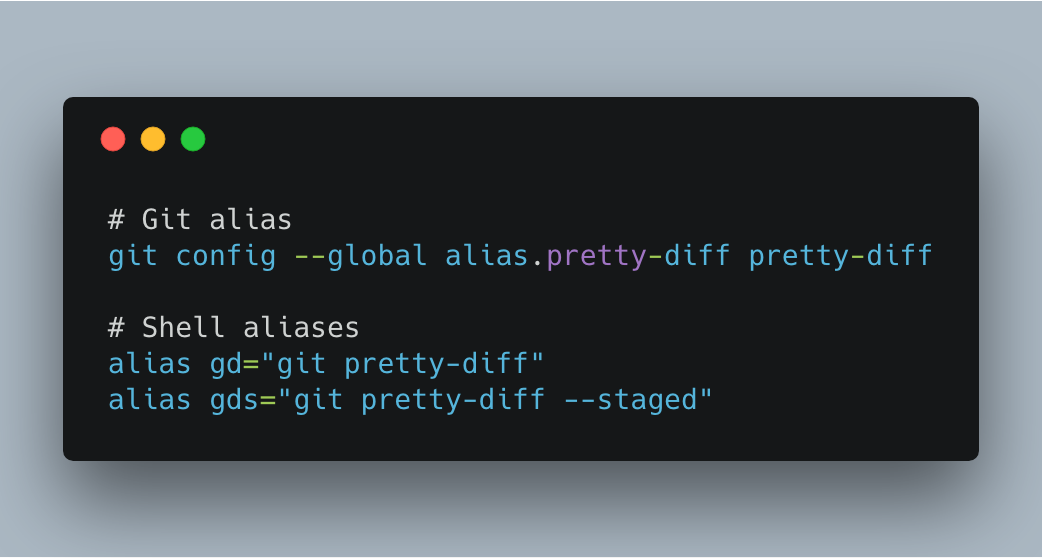 # Git alias
git config --global alias.pretty-diff pretty-diff
# Shell aliases
alias gd="git pretty-diff"
alias gds="git pretty-diff --staged"